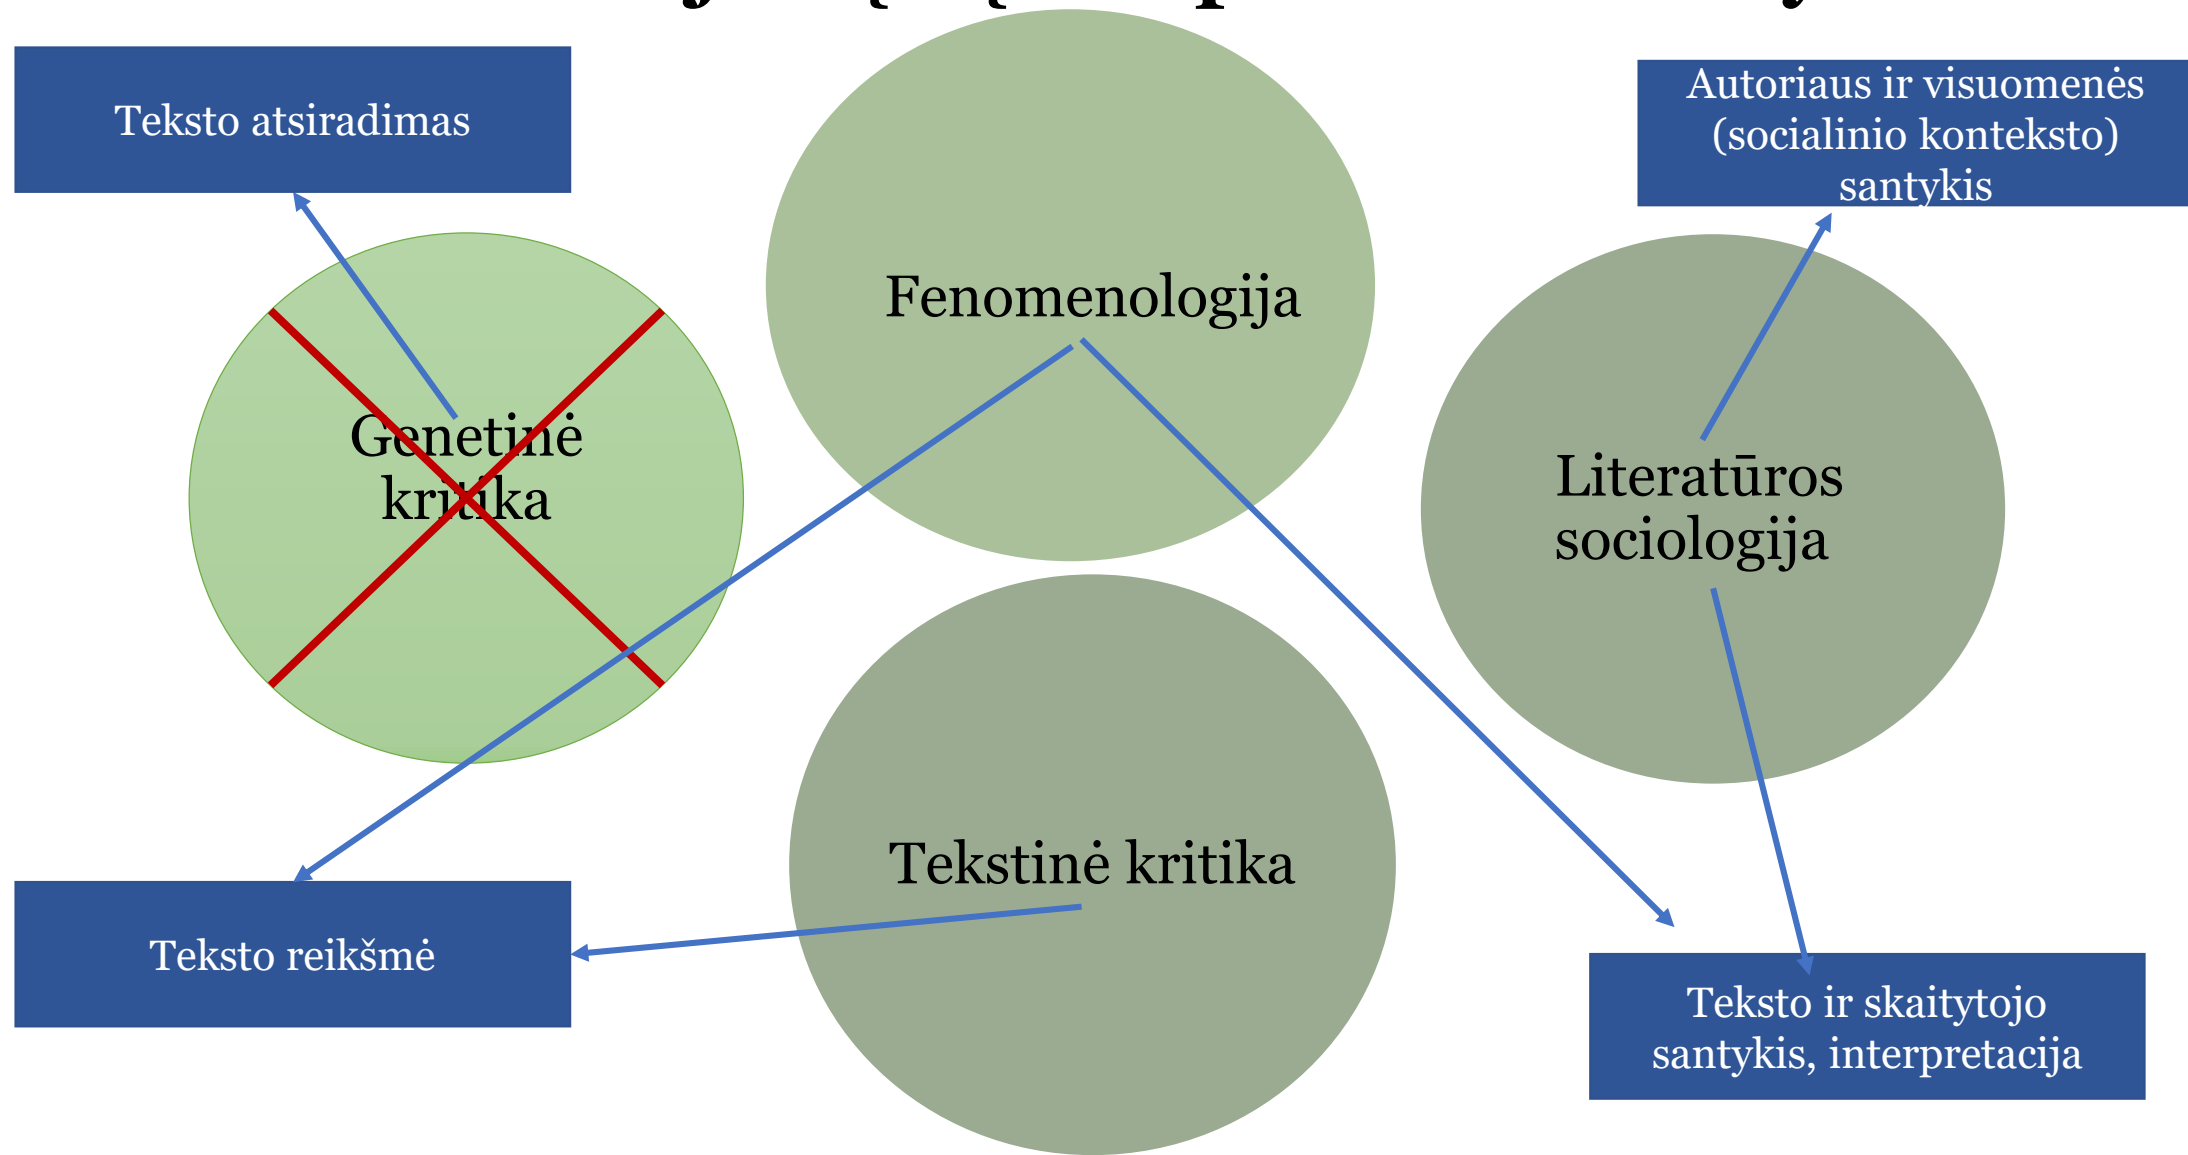 Teksto atsiradimas
Autoriaus ir visuomenės
(socialinio konteksto)
santykis
Fenomenologija
Genetinė
kritika
Literatūros
sociologija
Tekstinė kritika
Teksto reikšmė
Teksto ir skaitytojo
santykis, interpretacija